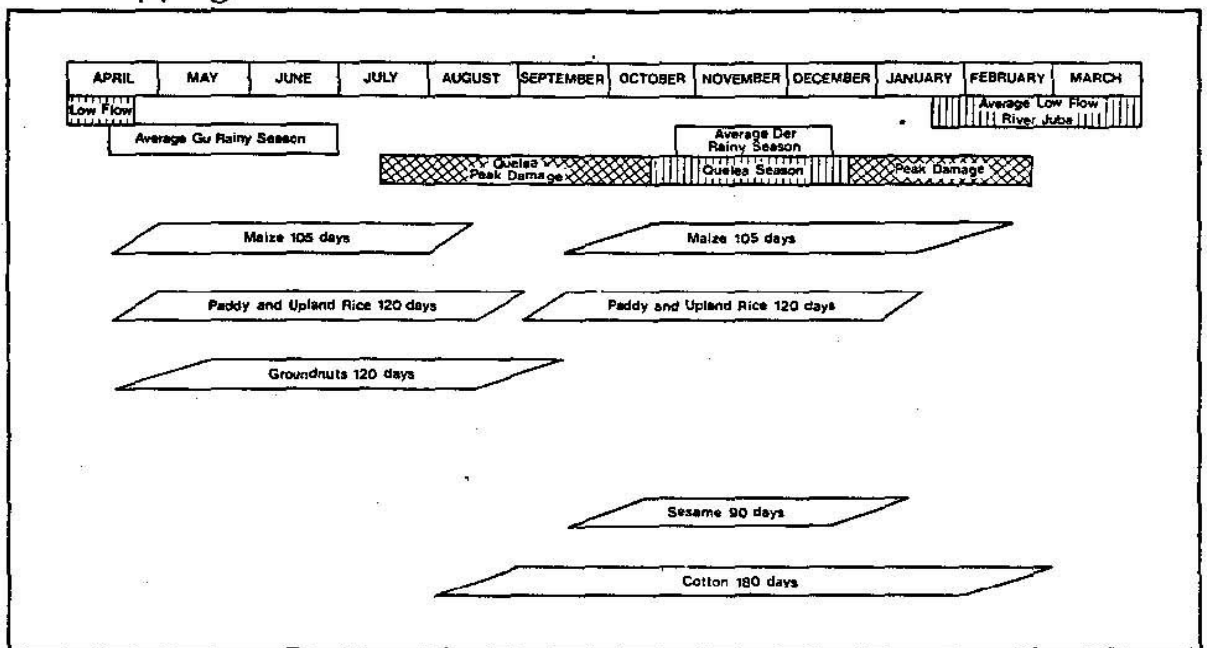 APRIL MAY JUNE JULY AUGUST SEPTEMBER OCTOBER NOVEMBER DECEMBER JANUARY FEBRUARY MARCH
Low Flow
Average Low Flow
River Juba
Average Gu Rainy Season
Average Der
Rainy Season
Quelea
Peak Damage
Quelea Season
Peak Damage
Maize 105 days
Maize 105 days
Paddy and Upland Rice 120 days
Paddy and Upland Rice 120 days
Groundnuts 120 days
Sesame 90 days
Cotton 180 days